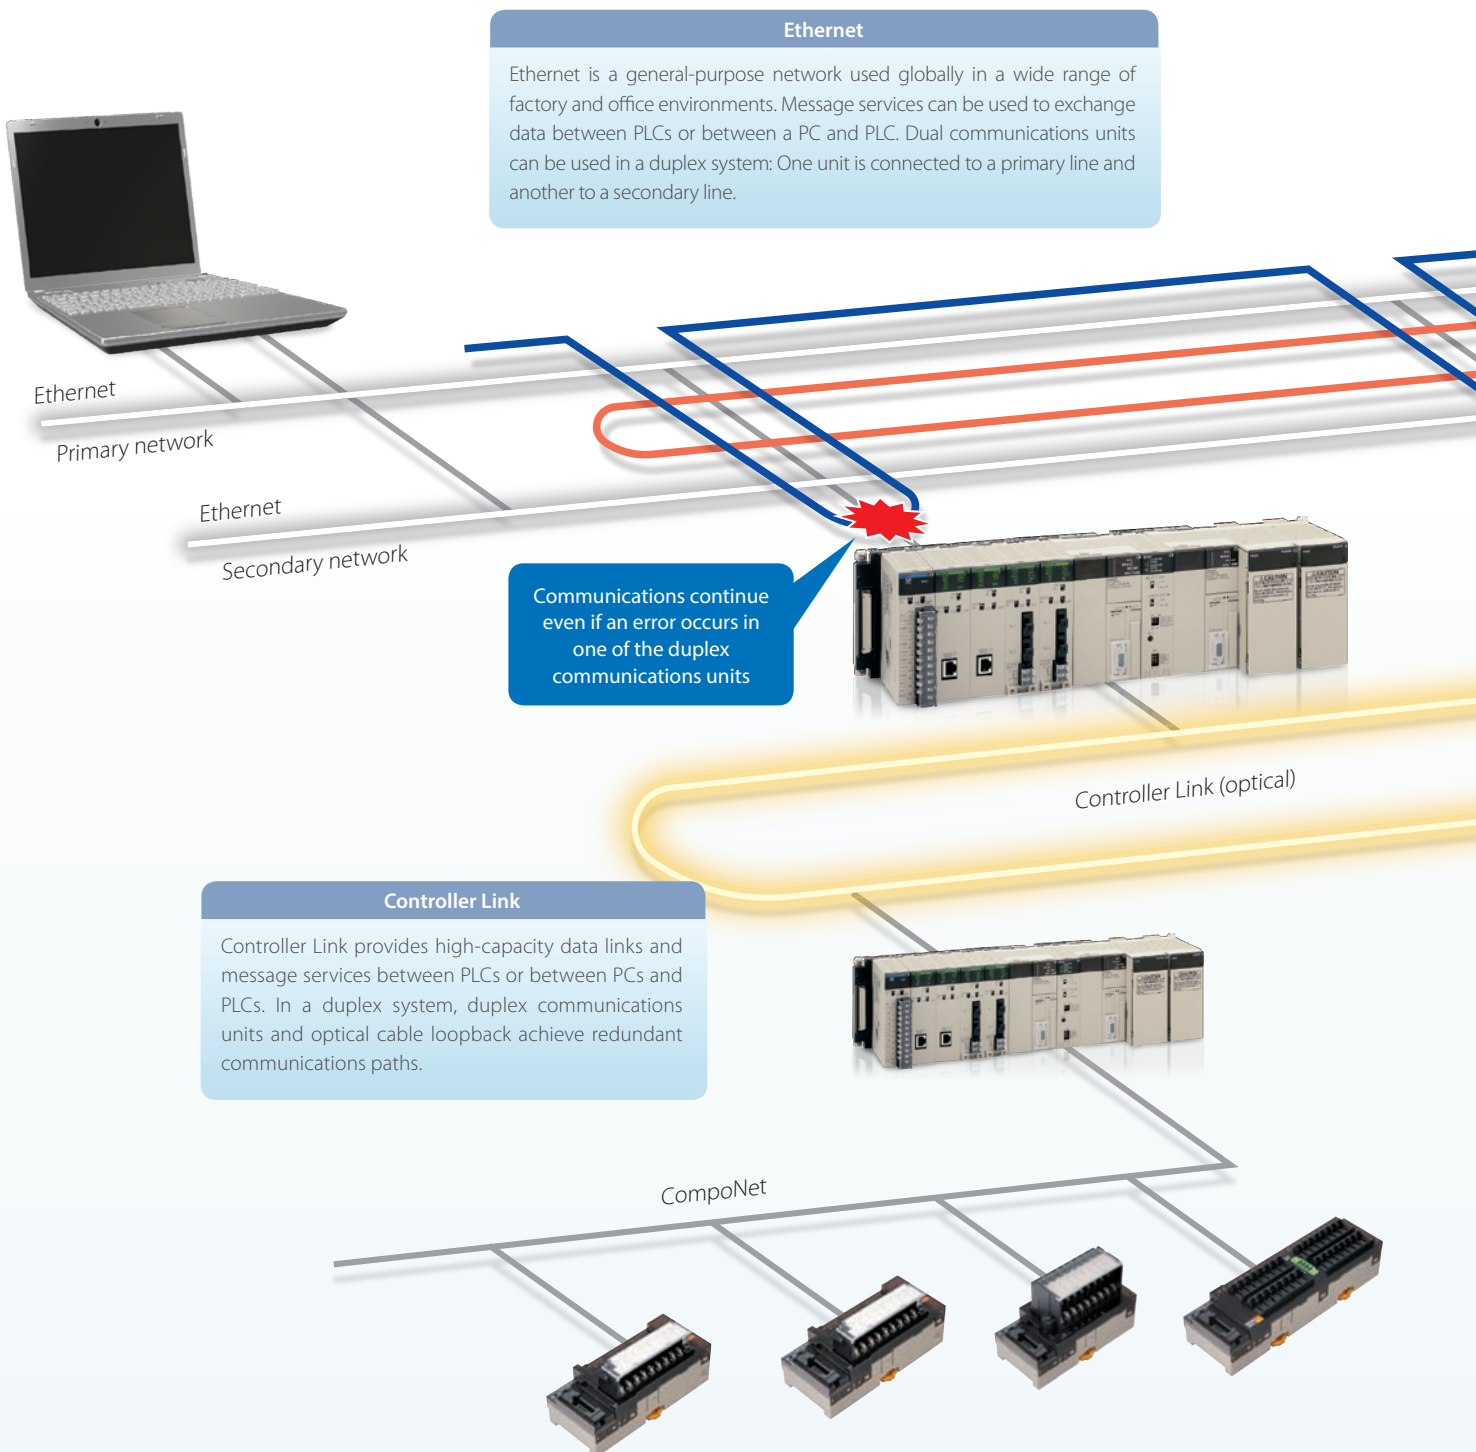 Ethernet
Ethernet is a general-purpose network used globally in a wide range of
factory and office environments. Message services can be used to exchange
data between PLCs or between a PC and PLC. Dual communications units
can be used in a duplex system: One unit is connected to a primary line and
another to a secondary line.
Ethernet
Primary network
Ethernet
Secondary network
Communications continue
even if an error occurs in
one of the duplex
communications units
Controller Link (optical)
Controller Link
Controller Link provides high-capacity data links and
message services between PLCs or between PCs and
PLCs. In a duplex system, duplex communications
units and optical cable loopback achieve redundant
communications paths.
CompoNet